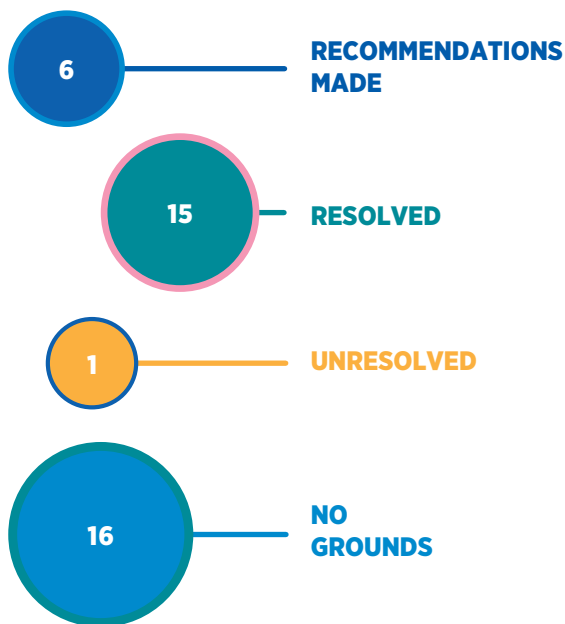 6
RECOMMENDATIONS
MADE
15
RESOLVED
1
UNRESOLVED
16
NO
GROUNDS